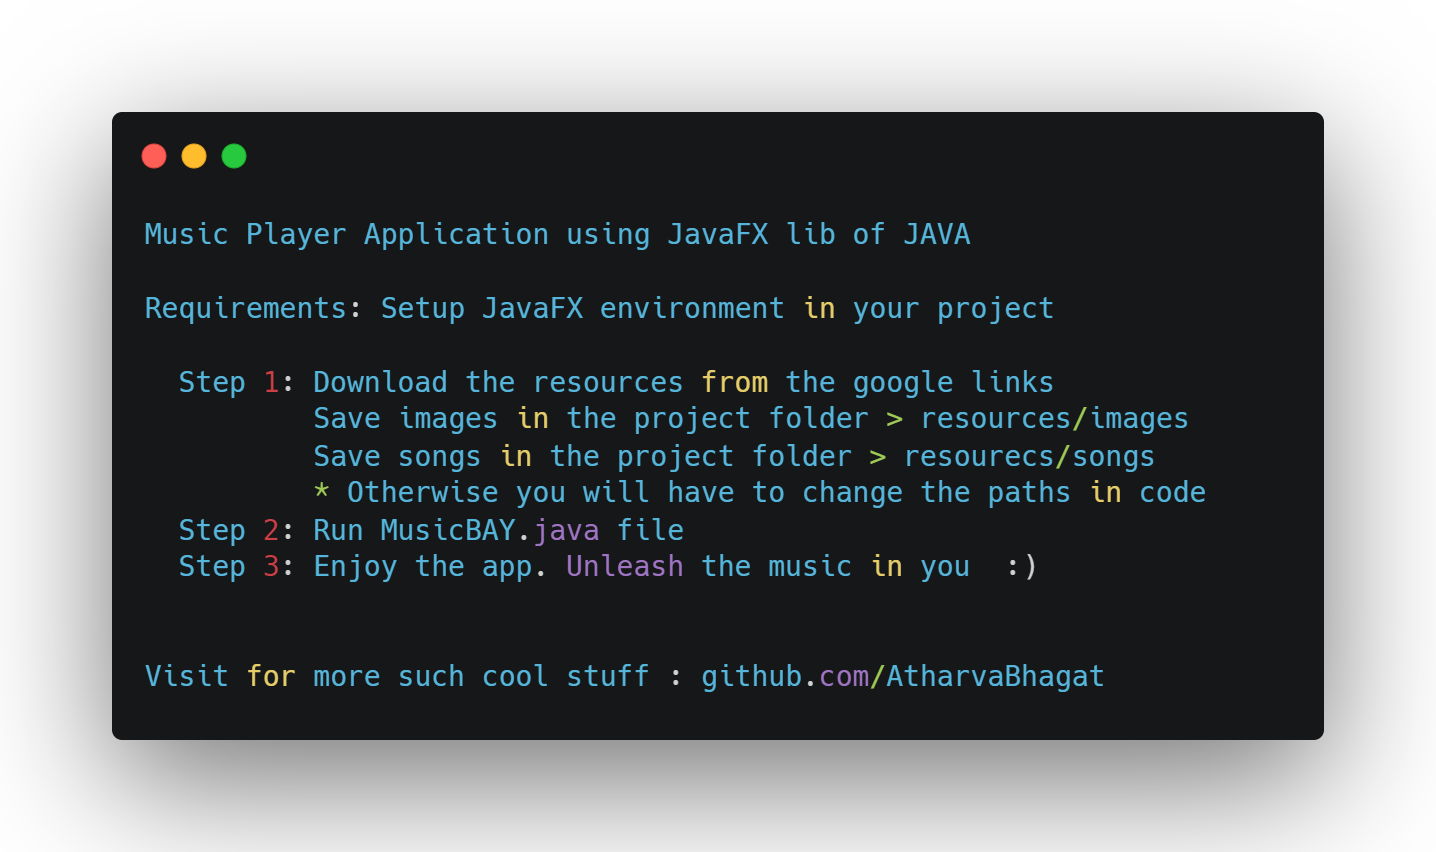 Music Player Application using JavaFX lib of JAVA
Requirements: Setup JavaFX environment in your project
Step 1: Download the resources from the google links
Save images in the project folder > resources/images
Save songs in the project folder > resourecs/songs
* Otherwise you will have to change the paths in code
Step 2: Run MusicBAY.java file
Step 3: Enjoy the app. Unleash the music in you  :)
Visit for more such cool stuff : github.com/AtharvaBhagat